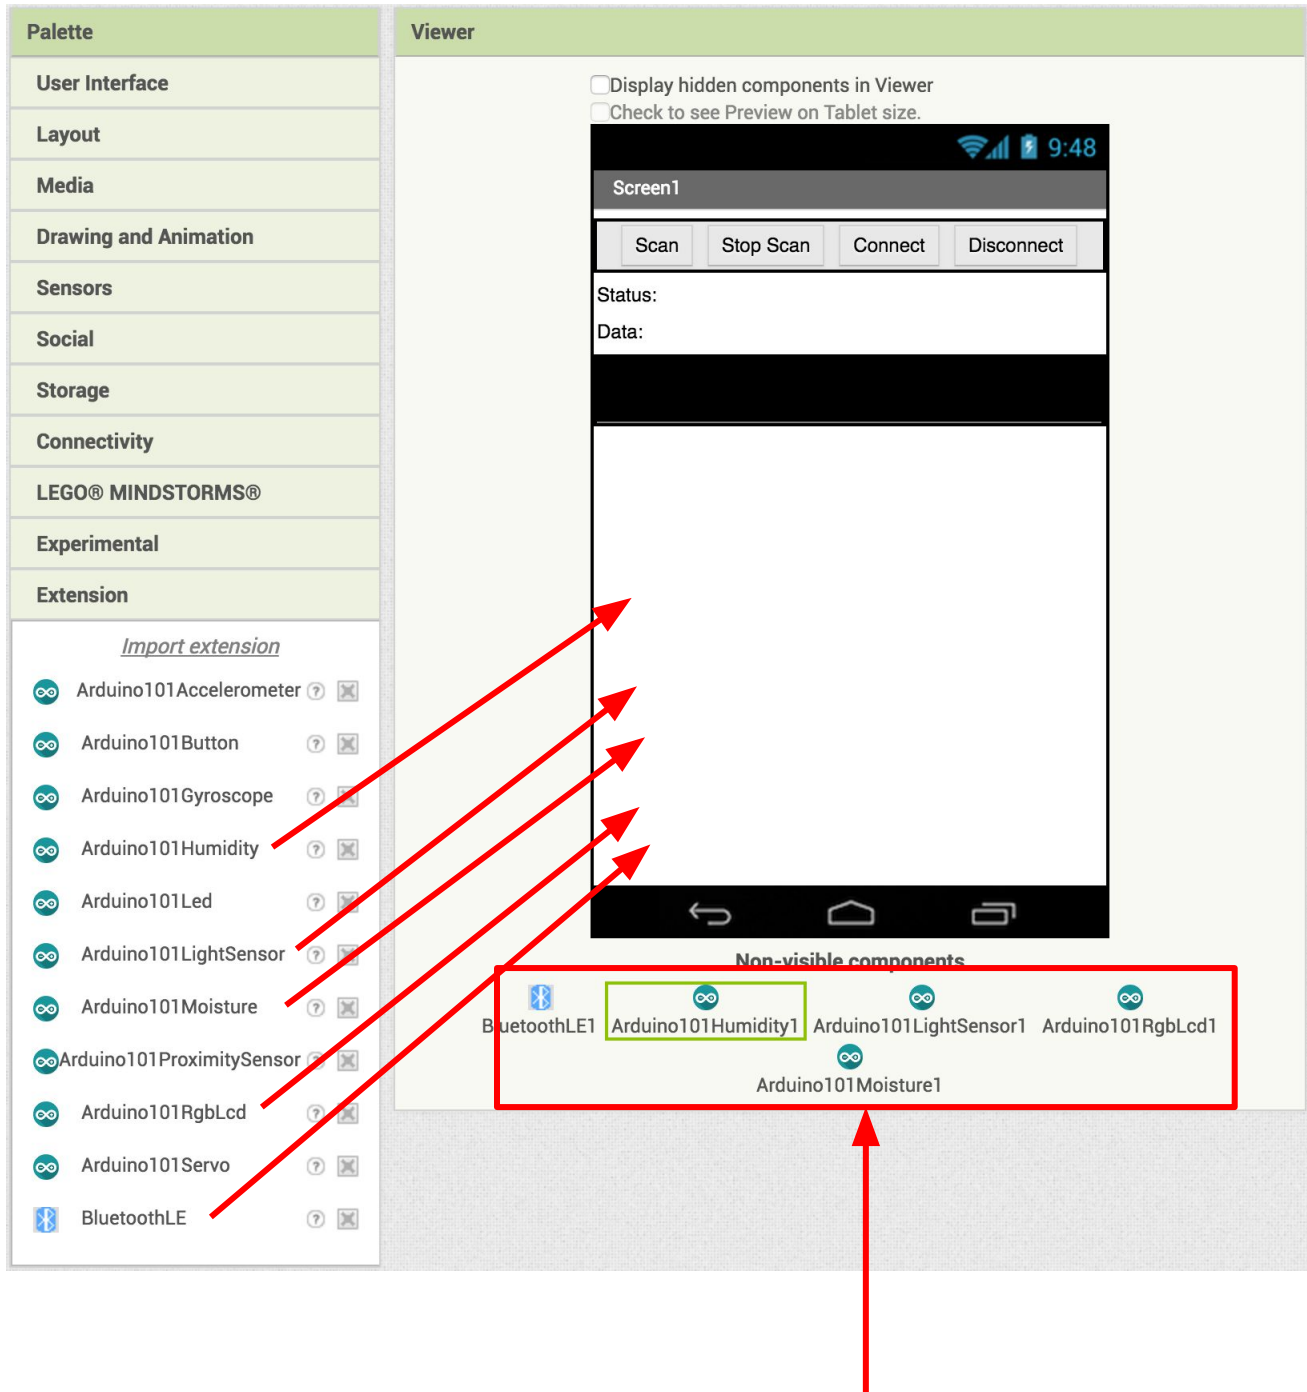 Palette
User Interface
Layout
Media
Drawing and Animation
Sensors
Social
Storage
Connectivity
LEGO® MINDSTORMS®
Experimental
Extension
Import extension
Arduino101Accelerometer ?
Arduino101Button ?
Arduino101Gyroscope ?
Arduino101Humidity ?
Arduino101Led ?
Arduino101LightSensor ?
Arduino101Moisture ?
Arduino101ProximitySensor ?
Arduino101RgbLcd ?
Arduino101Servo ?
BluetoothLE ?
Viewer
Display hidden components in Viewer
Check to see Preview on Tablet size.
9:48
Screen1
Scan Stop Scan Connect Disconnect
Status:
Data:
Non-visible components
BluetoothLE1 Arduino101Humidity1 Arduino101LightSensor1 Arduino101RgbLcd1
Arduino101Moisture1